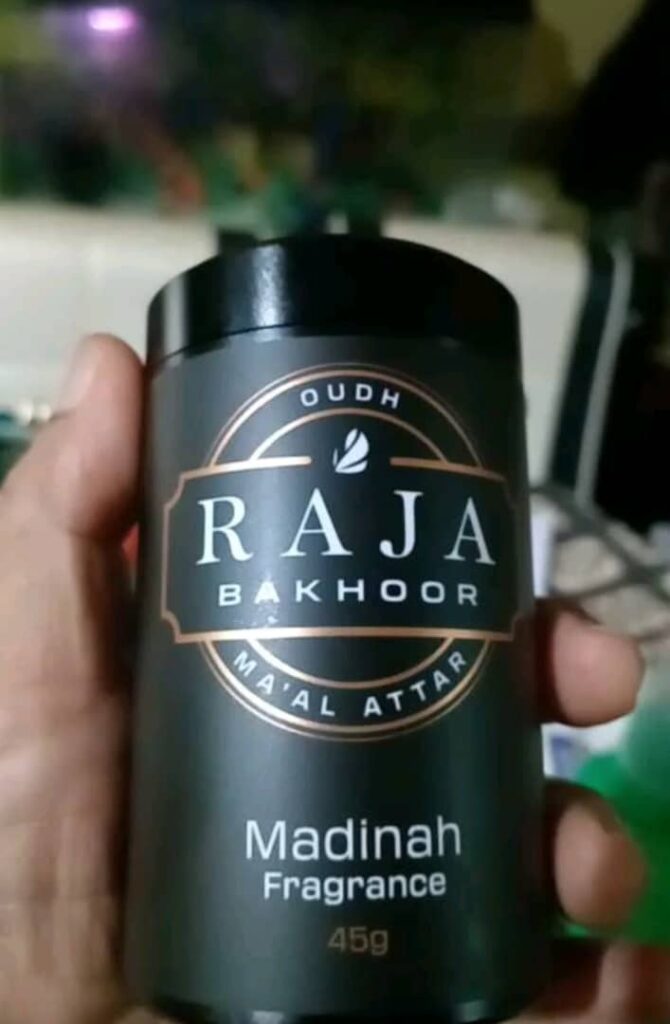 OUDH
RAJA
BAKHOOR
MA'AL ATTAR
Madinah
Fragrance
45g